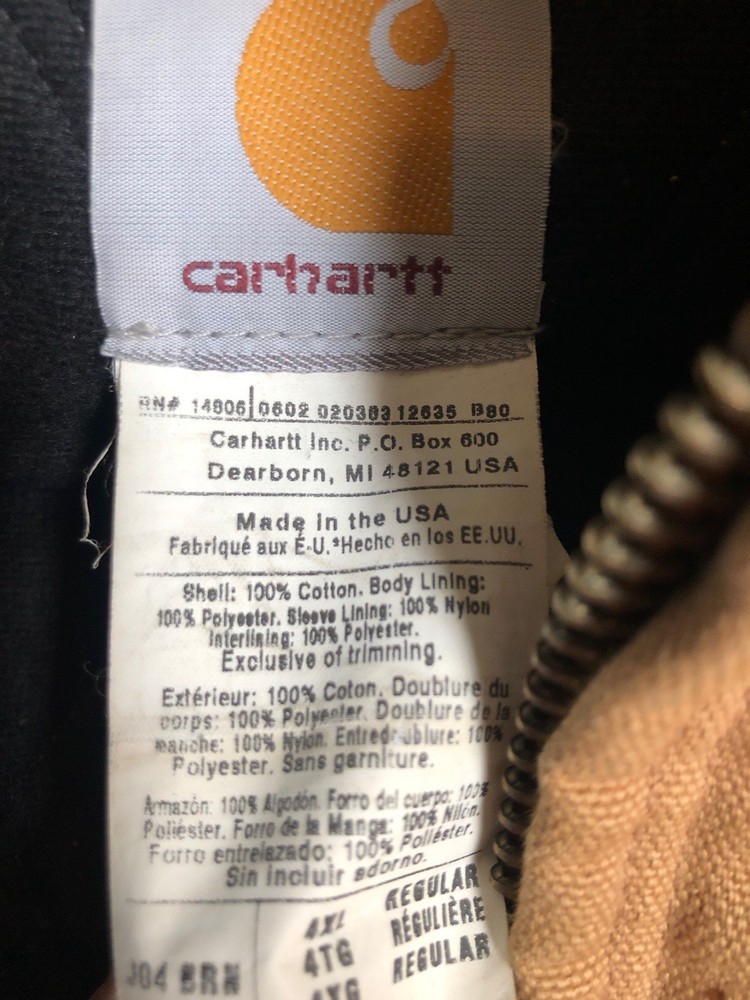 carhartt
RN# 14806 0602 020383 12635 B80
Carhartt Inc. P.O. Box 600
Dearborn, MI 48121 USA
Made in the USA
Fabriqué aux É-U.*Hecho en los EE.UU.
Shell: 100% Cotton. Body Lining:
100% Polyester. Sleeve Lining: 100% Nylon
Interlining: 100% Polyester.
Exclusive of trimming.
Extérieur: 100% Coton. Doublure du
corps: 100% Polyester. Doublure de la
manche: 100% Nylon. Entredoublure: 100%
Polyester. Sans garniture.
Armazón: 100% Algodón. Forro del cuerpo: 100%
Poliéster. Forro de la Manga: 100% Nilón.
Forro entrelazado: 100% Poliéster.
Sin incluir adorno.
4XL REGULAR
4TG RÉGULIÈRE
J04 BRN 4XG REGULAR